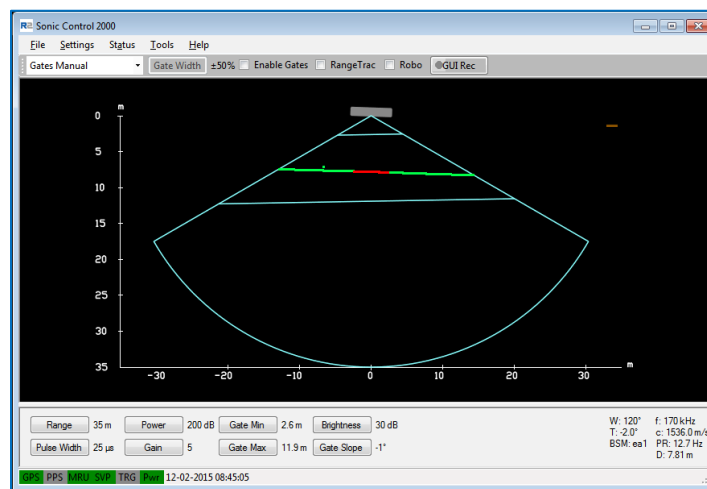 R2 Sonic Control 2000
File Settings Status Tools Help
Gates Manual Gate Width ±50% Enable Gates RangeTrac Robo GUI Rec
m
0
5
10
15
20
25
30
35
-30 -20 -10 0 10 20 30
m
Range 35 m Power 200 dB Gate Min 2.6 m Brightness 30 dB
Pulse Width 25 µs Gain 5 Gate Max 11.9 m Gate Slope -1°
W: 120° f: 170 kHz
T: -2.0° c: 1536.0 m/s
BSM: ea1 PR: 12.7 Hz
D: 7.81 m
GPS PPS MRU SVP TRG Pwr 12-02-2015 08:45:05